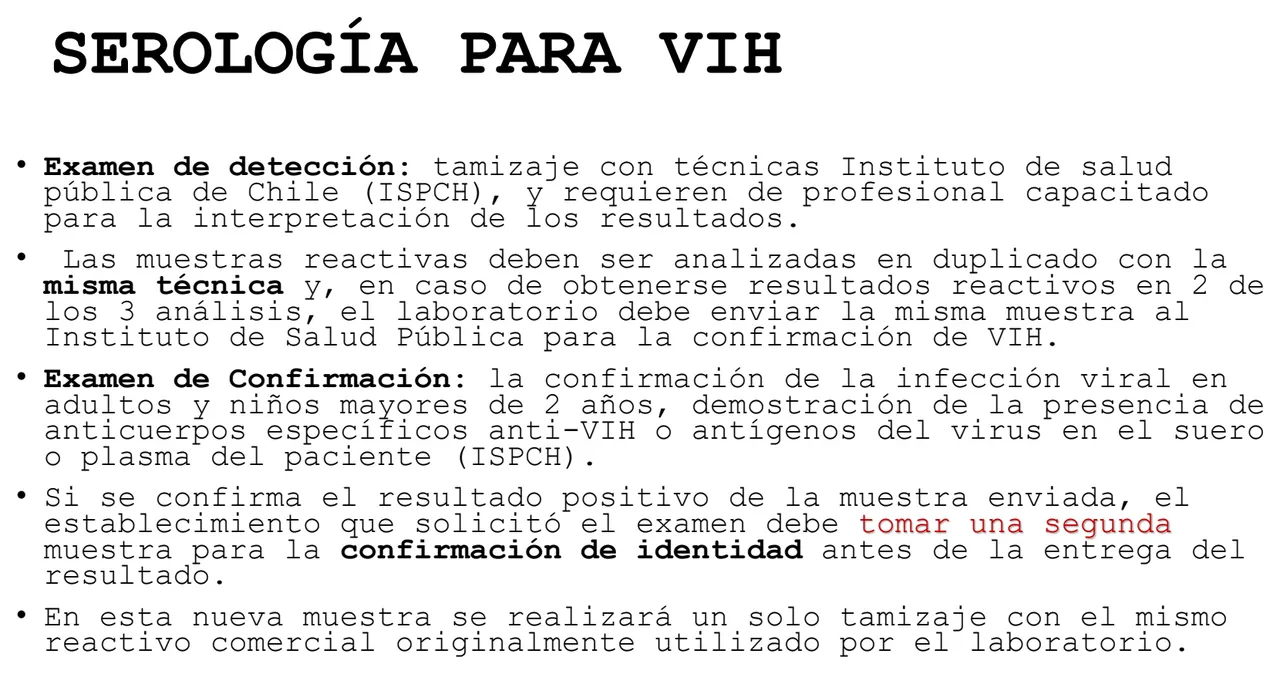 SEROLOGÍA PARA VIH
• Examen de detección: tamizaje con técnicas Instituto de salud
pública de Chile (ISPCH), y requieren de profesional capacitado
para la interpretación de los resultados.
• Las muestras reactivas deben ser analizadas en duplicado con la
misma técnica y, en caso de obtenerse resultados reactivos en 2 de
los 3 análisis, el laboratorio debe enviar la misma muestra al
Instituto de Salud Pública para la confirmación de VIH.
• Examen de Confirmación: la confirmación de la infección viral en
adultos y niños mayores de 2 años, demostración de la presencia de
anticuerpos específicos anti-VIH o antígenos del virus en el suero
o plasma del paciente (ISPCH).
• Si se confirma el resultado positivo de la muestra enviada, el
establecimiento que solicitó el examen debe tomar una segunda
muestra para la confirmación de identidad antes de la entrega del
resultado.
• En esta nueva muestra se realizará un solo tamizaje con el mismo
reactivo comercial originalmente utilizado por el laboratorio.